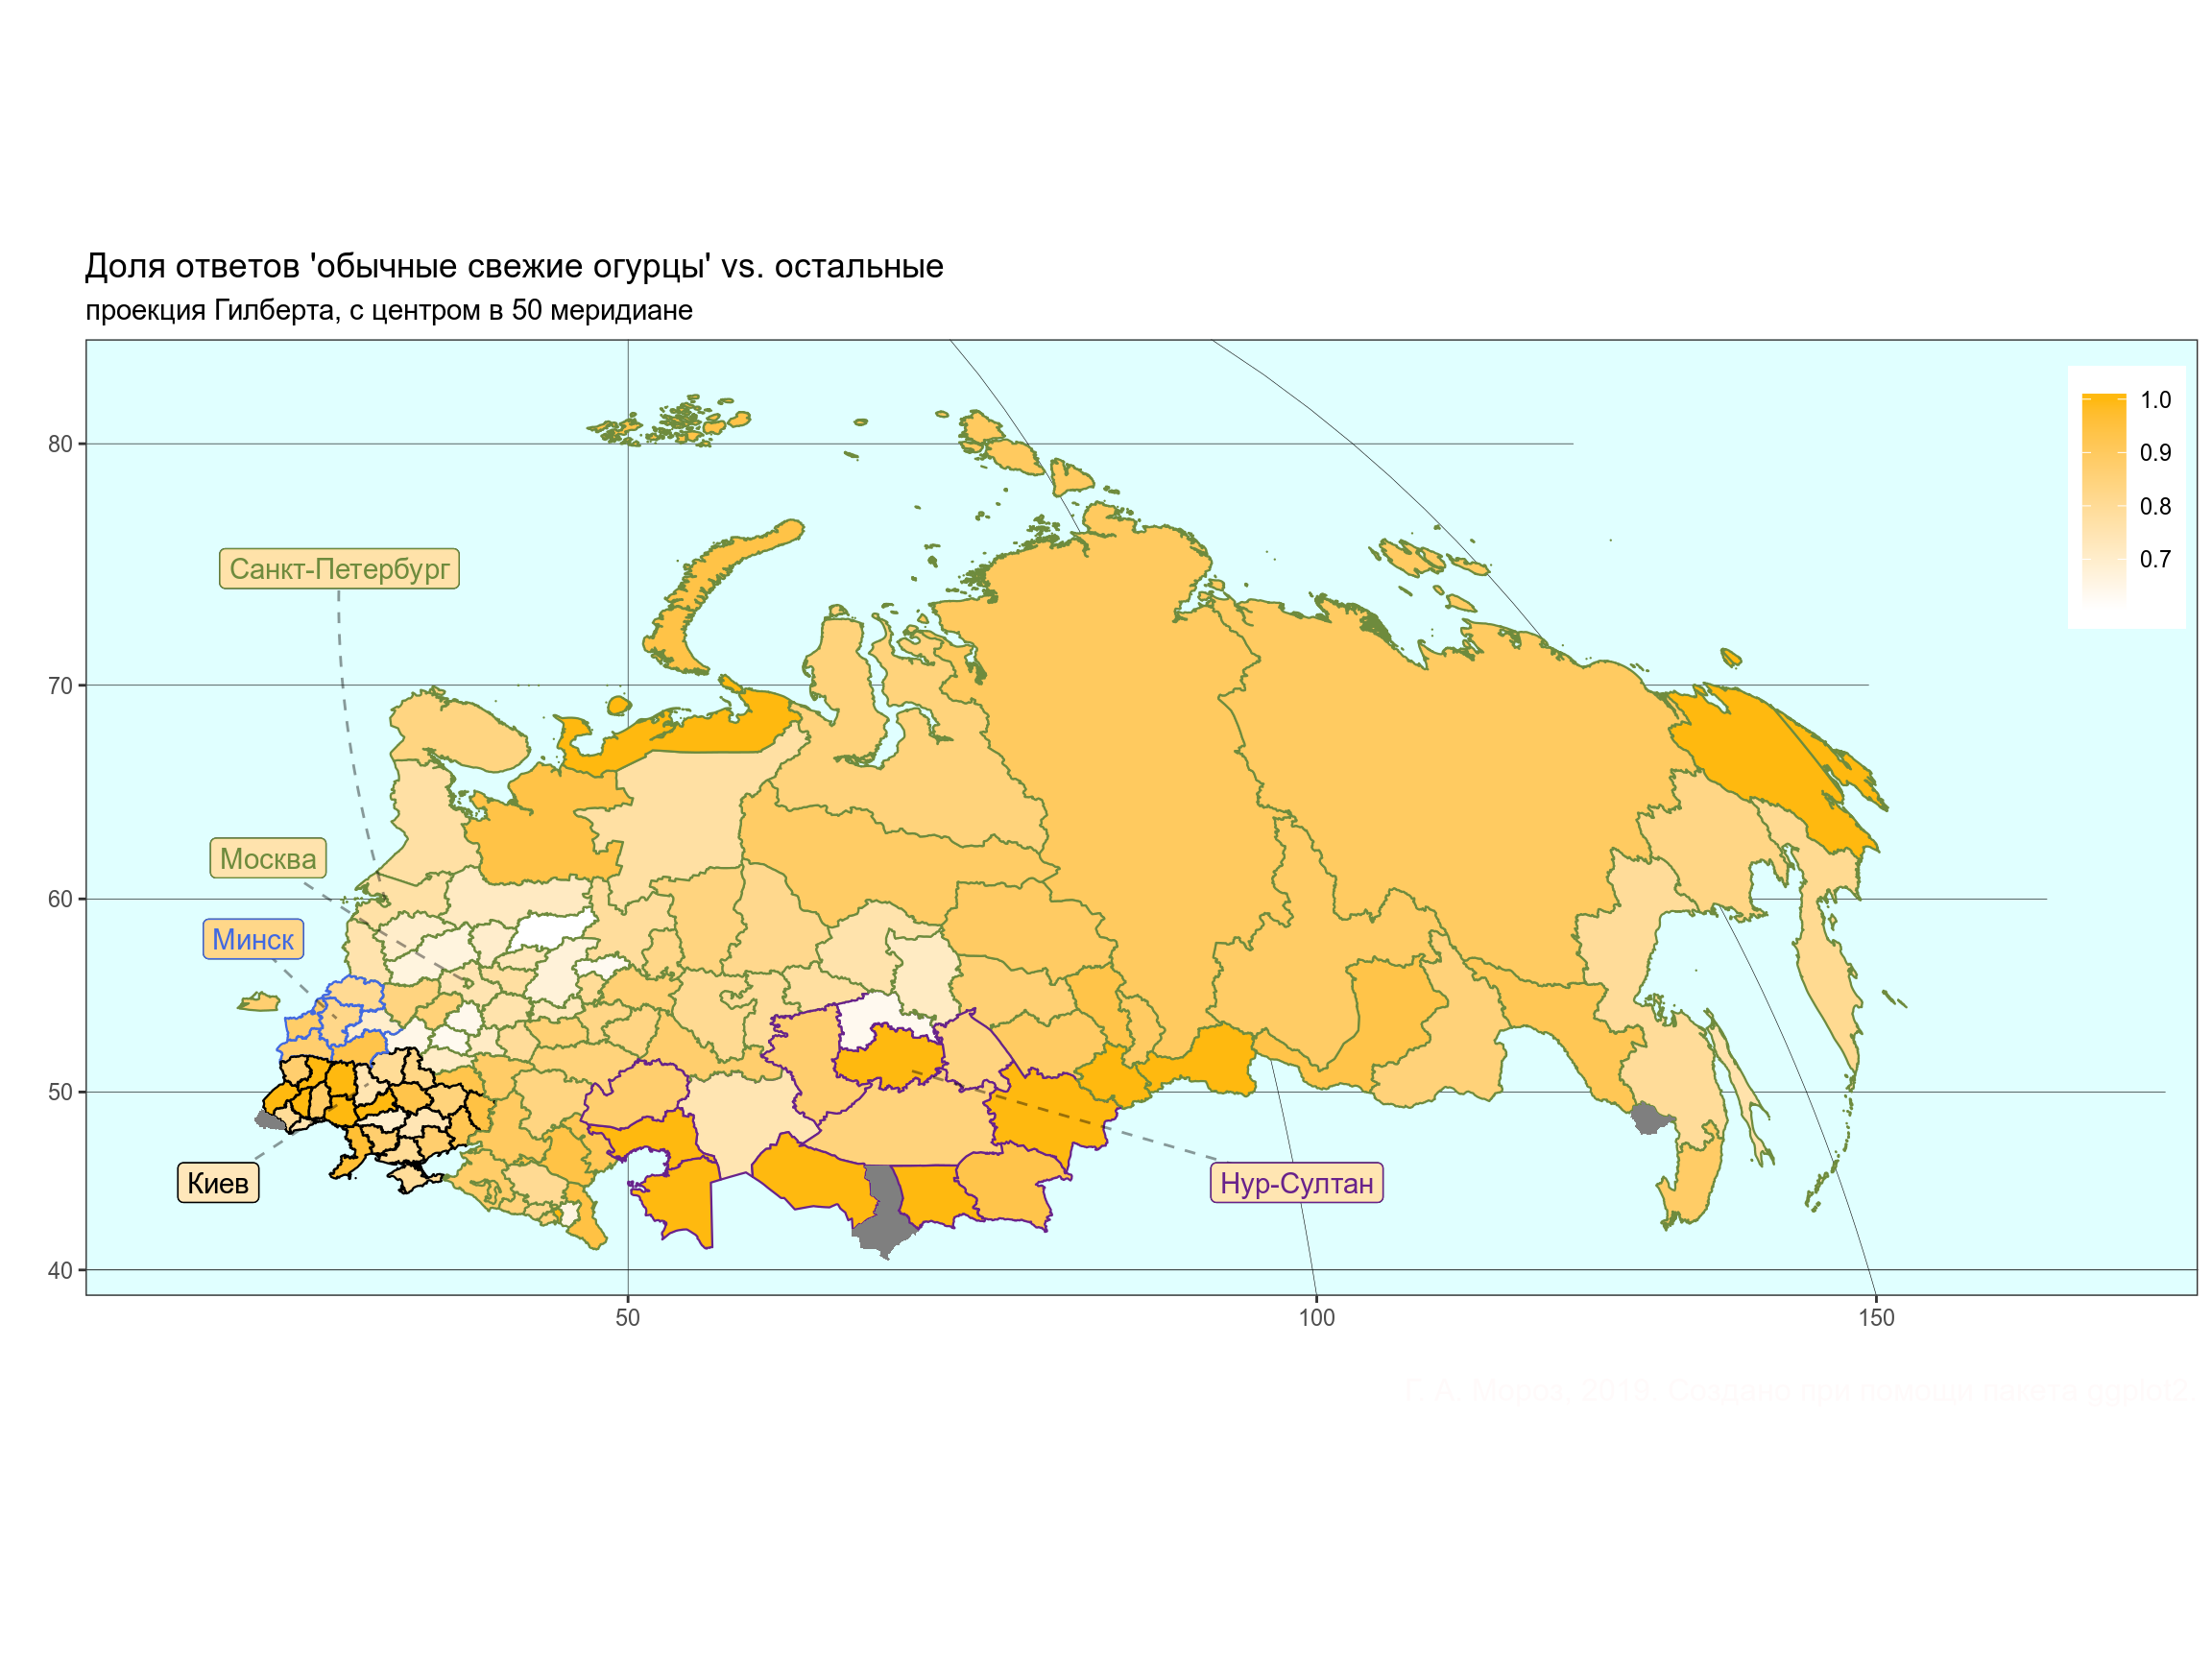 Доля ответов 'обычные свежие огурцы' vs. остальные
проекция Гилберта, с центром в 50 меридиане
1.0
0.9
0.8
0.7
80
70
60
50
40
Санкт-Петербург
Москва
Минск
Киев
Нур-Султан
50
100
150
Г. А. Мороз, 2019. Создано при помощи пакета ggplot2.